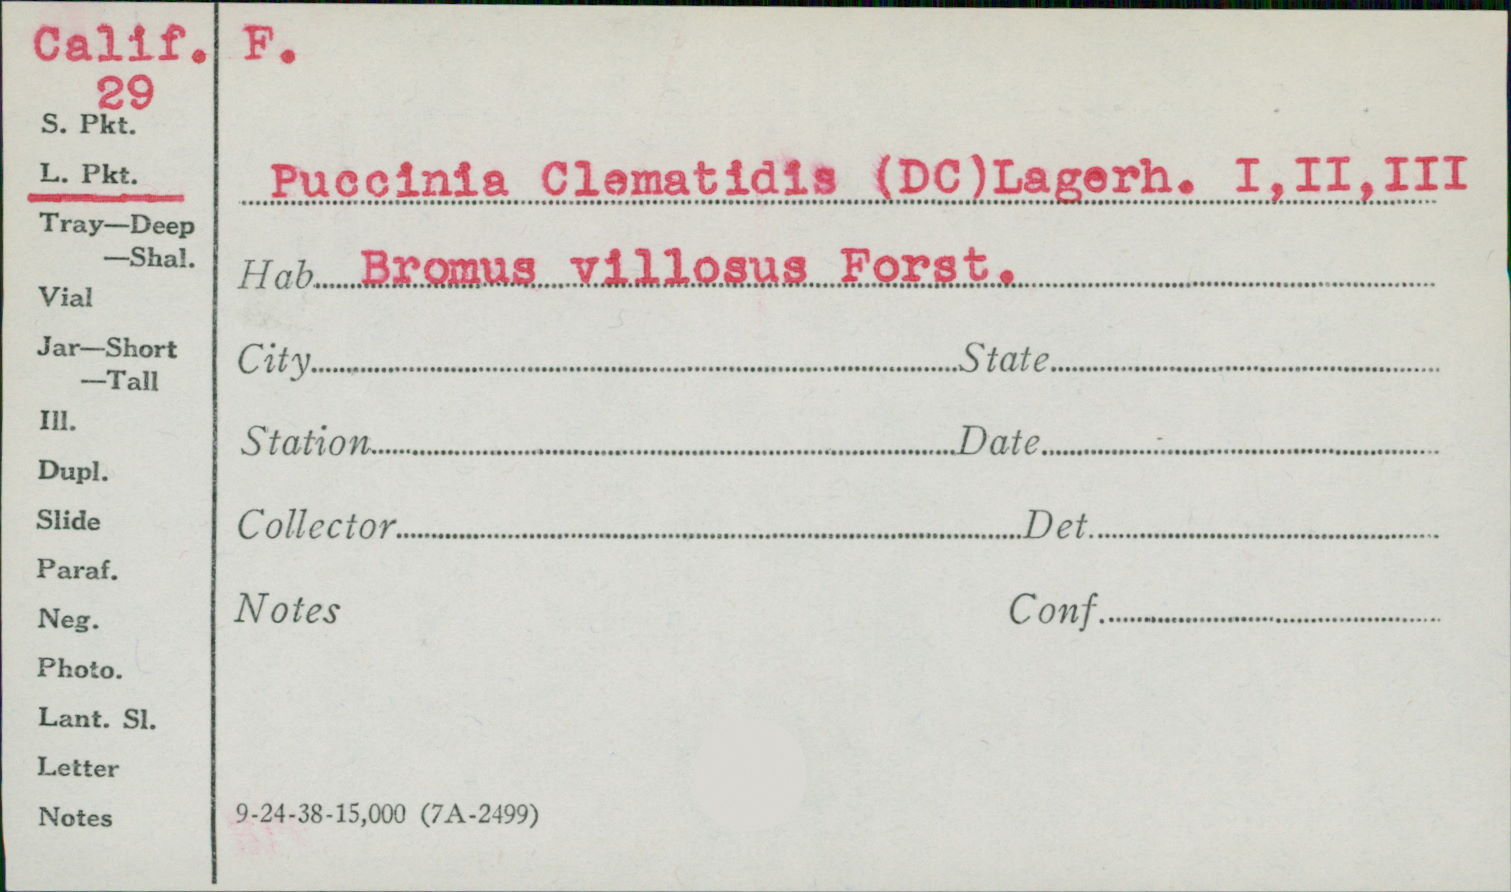 Calif. F.
29
S. Pkt.
L. Pkt.
Puccinia Clematidis (DC)Lagerh. I,II,III
Tray—Deep
—Shal.
Hab. Bromus villosus Forst.
Vial
Jar—Short
—Tall
City State
Ill.
Station Date
Dupl.
Slide
Collector Det.
Paraf.
Neg.
Notes Conf.
Photo.
Lant. Sl.
Letter
Notes
9-24-38-15,000 (7A-2499)